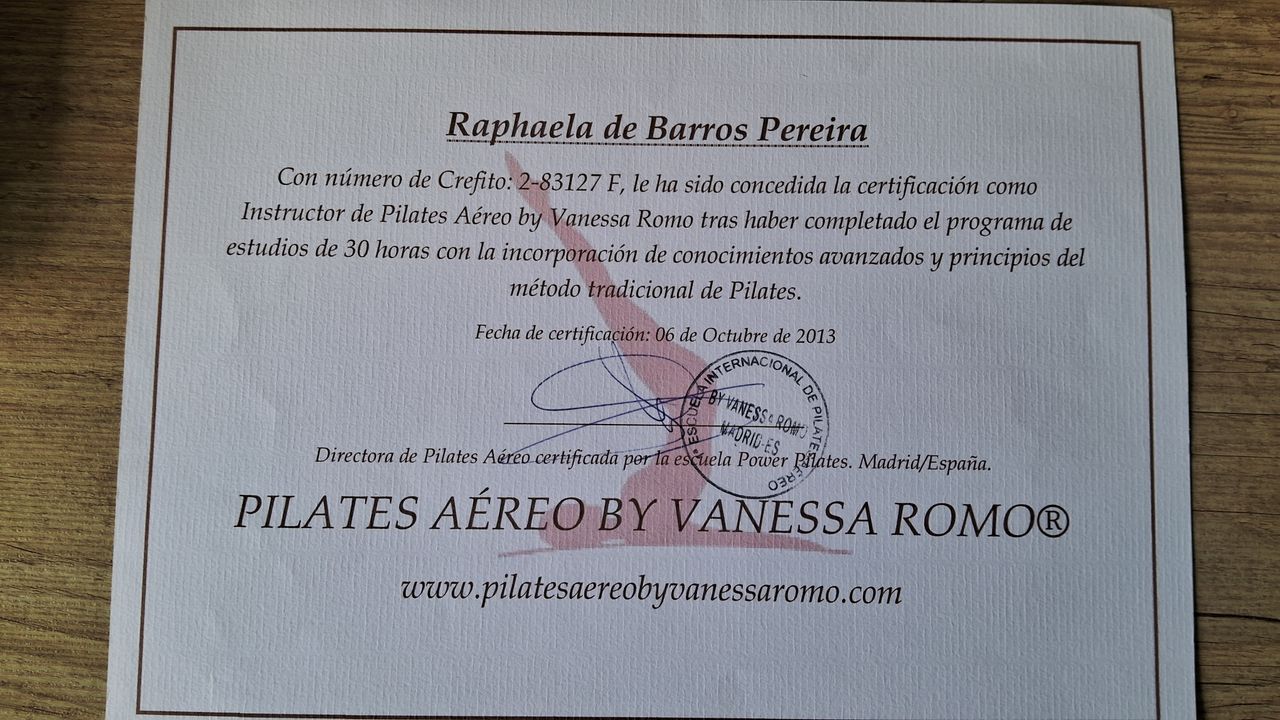 Raphaela de Barros Pereira
Con número de Crefito: 2-83127 F, le ha sido concedida la certificación como
Instructor de Pilates Aéreo by Vanessa Romo tras haber completado el programa de
estudios de 30 horas con la incorporación de conocimientos avanzados y principios del
método tradicional de Pilates.
Fecha de certificación: 06 de Octubre de 2013
ESCUELA INTERNACIONAL DE PILATES AÉREO
BY VANESSA ROMO
MADRID-ES
Directora de Pilates Aéreo certificada por la escuela Power Pilates. Madrid/España.
PILATES AÉREO BY VANESSA ROMO®
www.pilatesaereobyvanessaromo.com